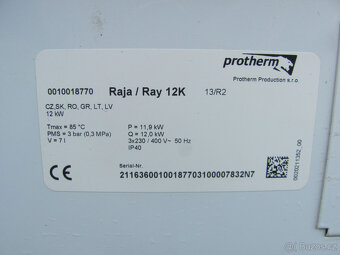 protherm
Protherm Production s.r.o
0010018770 Raja / Ray 12K 13/R2
CZ,SK, RO, GR, LT, LV
12 kW
Tmax = 85 °C P = 11,9 kW
PMS = 3 bar (0,3 MPa) Q = 12,0 kW
V = 7 l 3x230 / 400 V~ 50 Hz
IP40
Serial-Nr.
CE 21163600100187703100007832N7
0020211352_00